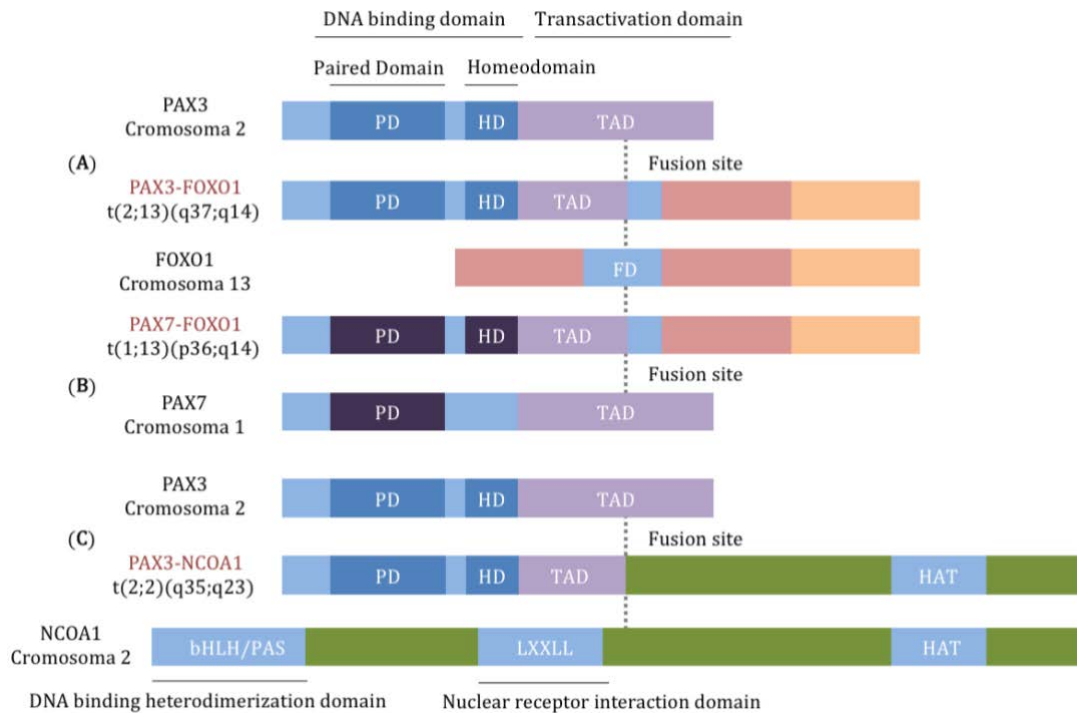 DNA binding domain Transactivation domain
Paired Domain Homeodomain
PAX3
Cromosoma 2
PD HD TAD
(A)
Fusion site
PAX3-FOXO1
t(2;13)(q37;q14)
PD HD TAD
FOXO1
Cromosoma 13
FD
PAX7-FOXO1
t(1;13)(p36;q14)
PD HD TAD
Fusion site
(B)
PAX7
Cromosoma 1
PD TAD
PAX3
Cromosoma 2
PD HD TAD
(C)
Fusion site
PAX3-NCOA1
t(2;2)(q35;q23)
PD HD TAD HAT
NCOA1
Cromosoma 2
bHLH/PAS LXXLL HAT
DNA binding heterodimerization domain Nuclear receptor interaction domain